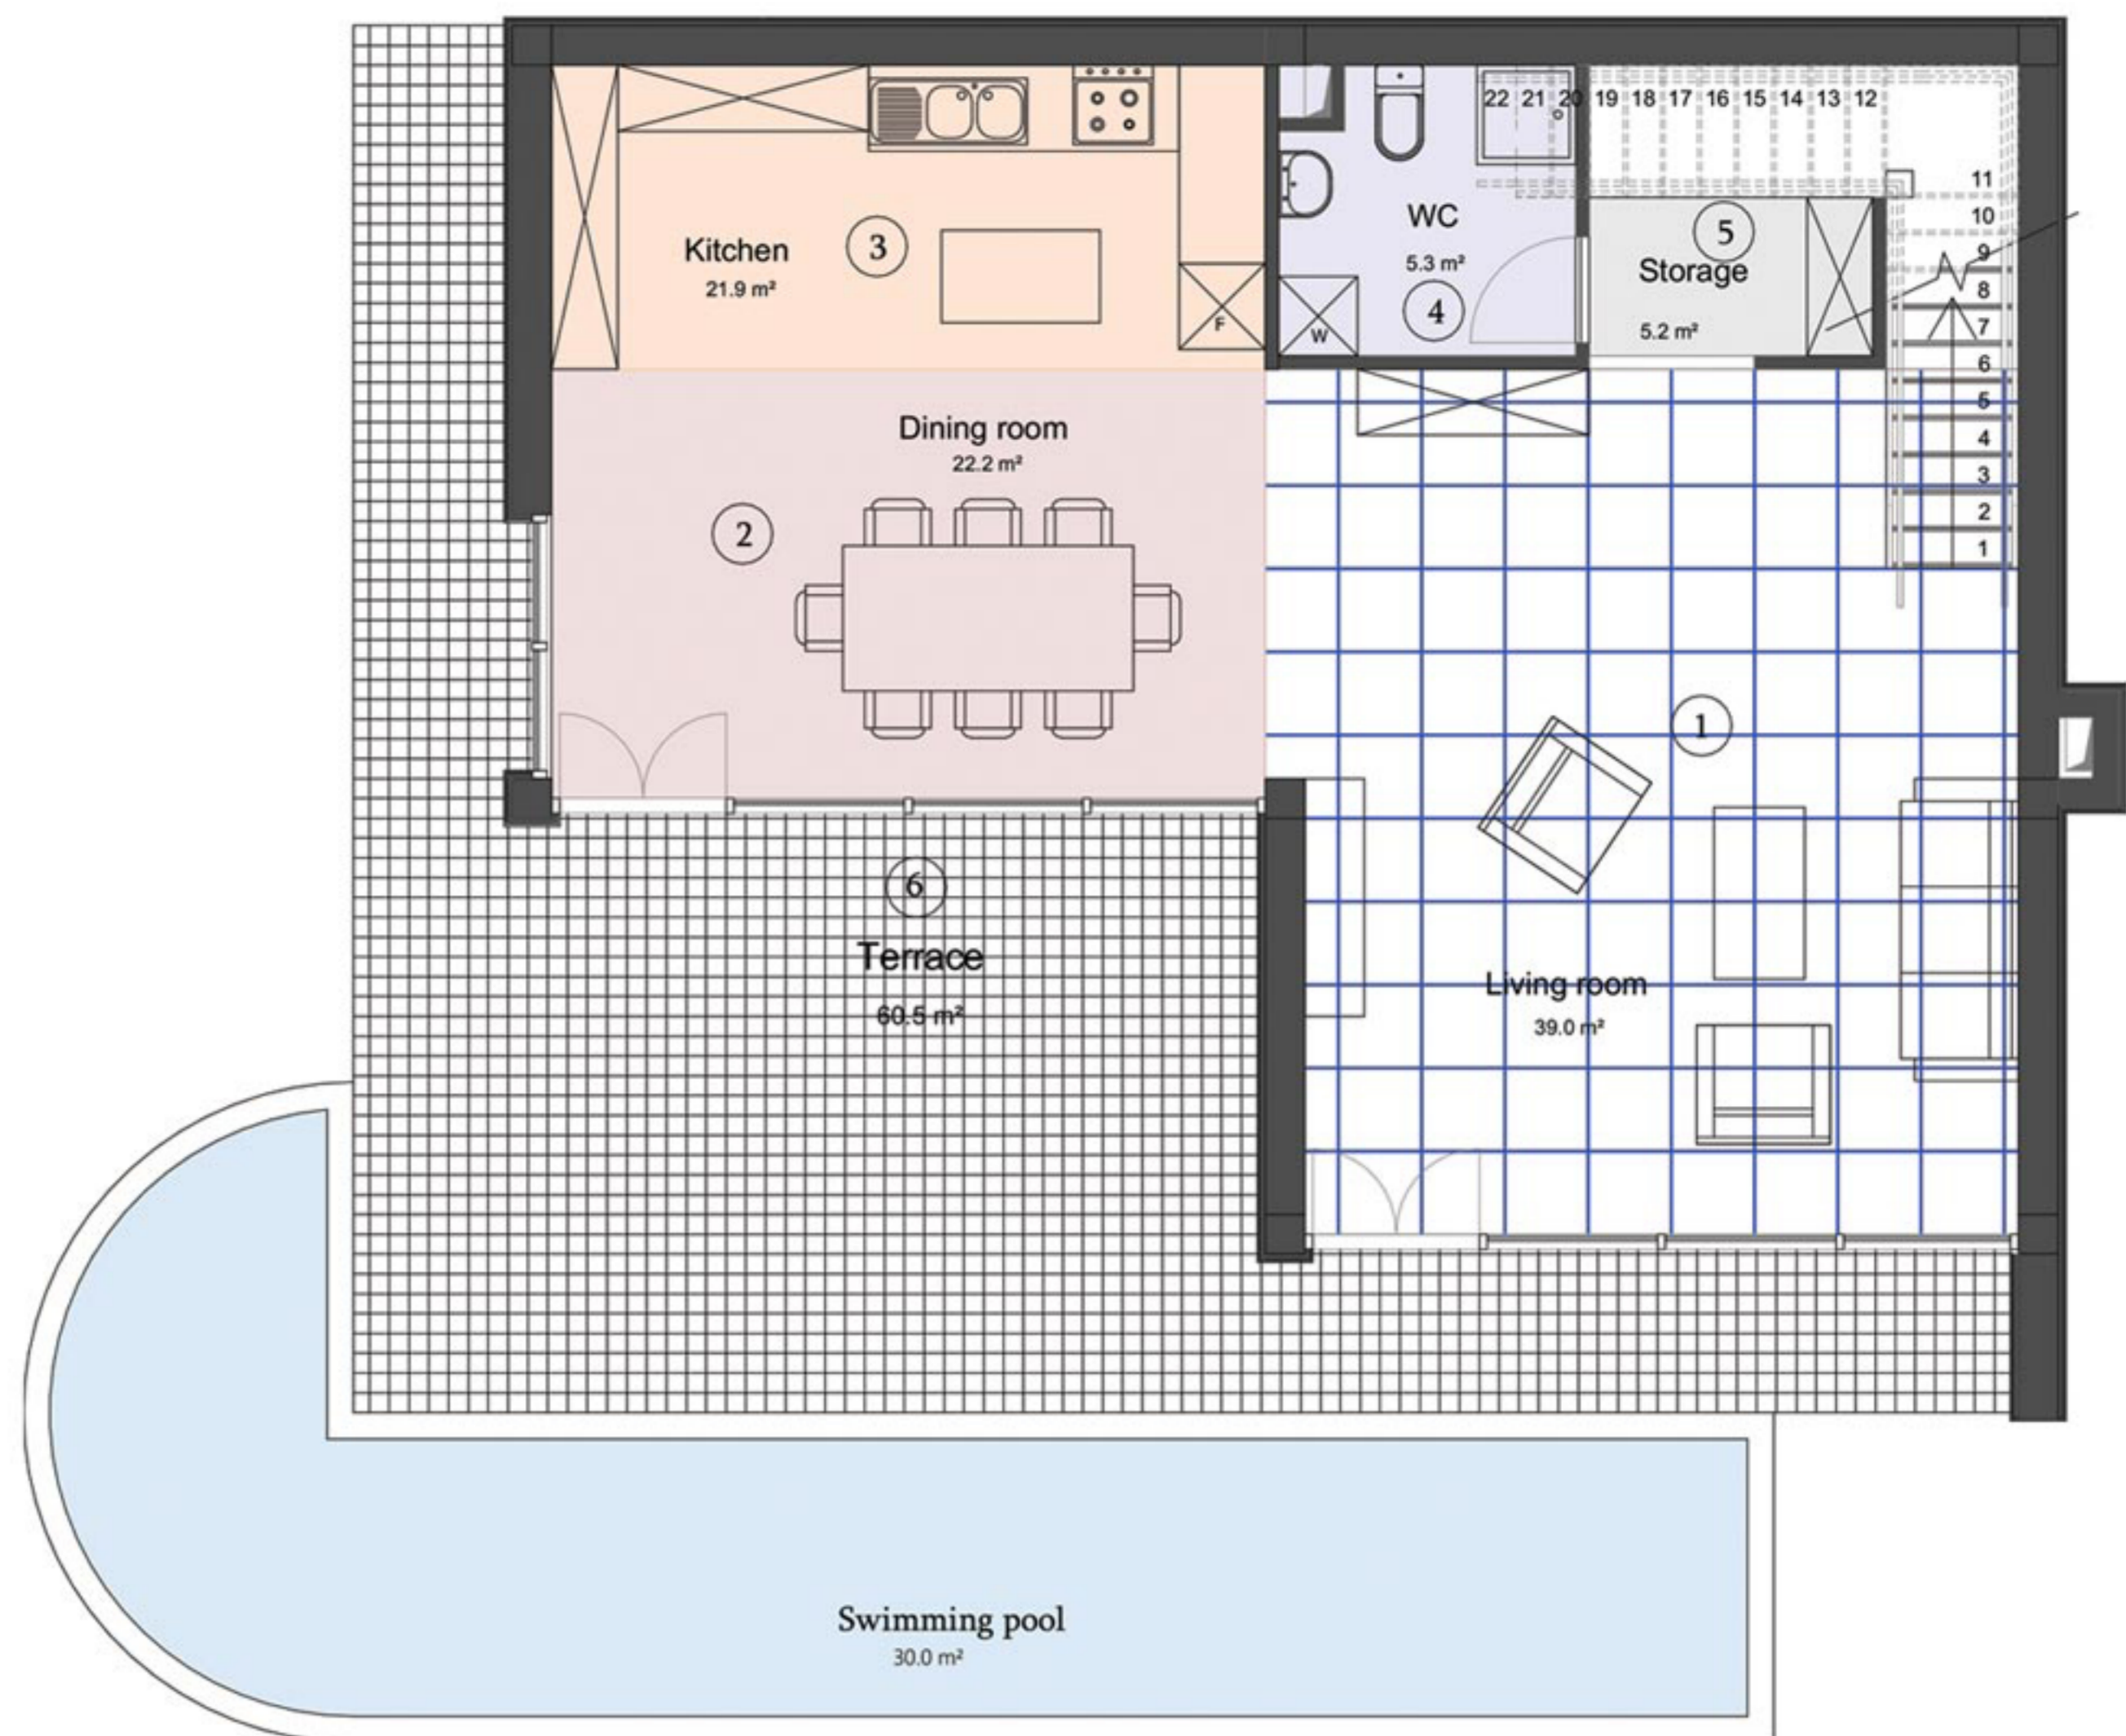 22 21 20 19 18 17 16 15 14 13 12
11
10
9
8
7
6
5
4
3
2
1
Kitchen
21.9 m²
3
F
WC
5.3 m²
4
W
5
Storage
5.2 m²
Dining room
22.2 m²
2
1
6
Terrace
60.5 m²
Living room
39.0 m²
Swimming pool
30.0 m²